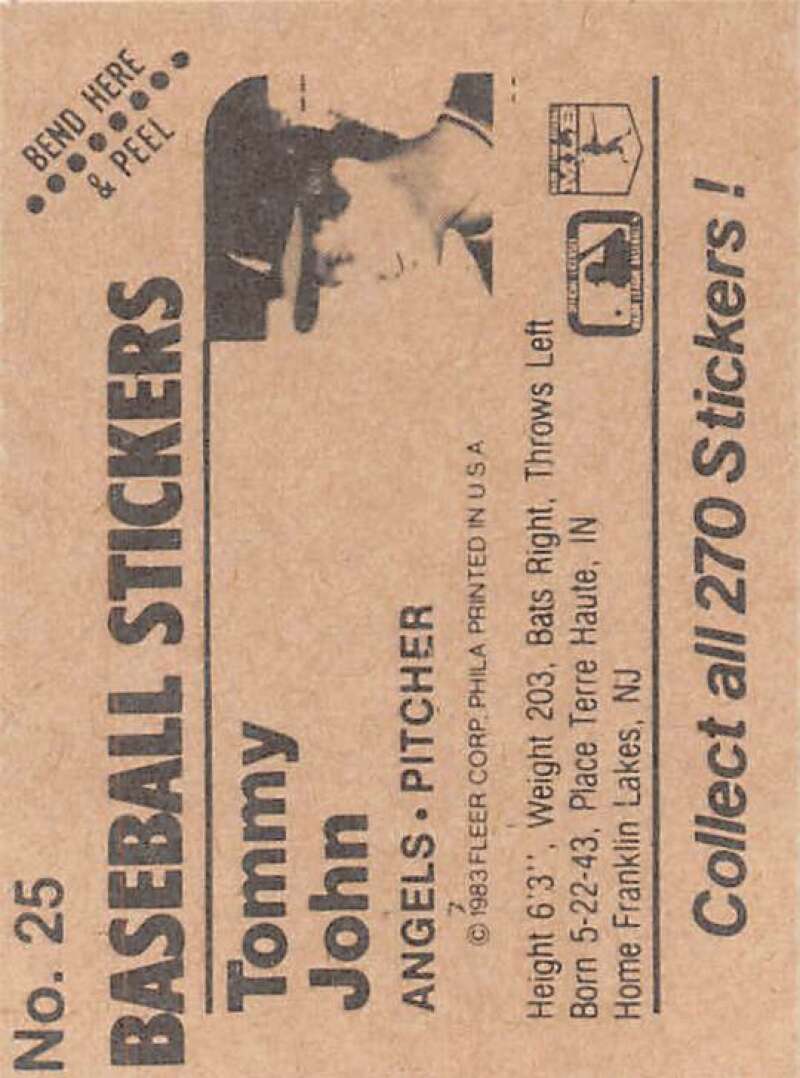 No. 25
BEND HERE
& PEEL
BASEBALL STICKERS
Tommy
John
ANGELS • PITCHER
© 1983 FLEER CORP. PHILA PRINTED IN U S A
Height 6'3", Weight 203, Bats Right, Throws Left
Born 5-22-43, Place Terre Haute, IN
Home Franklin Lakes, NJ
Collect all 270 Stickers!